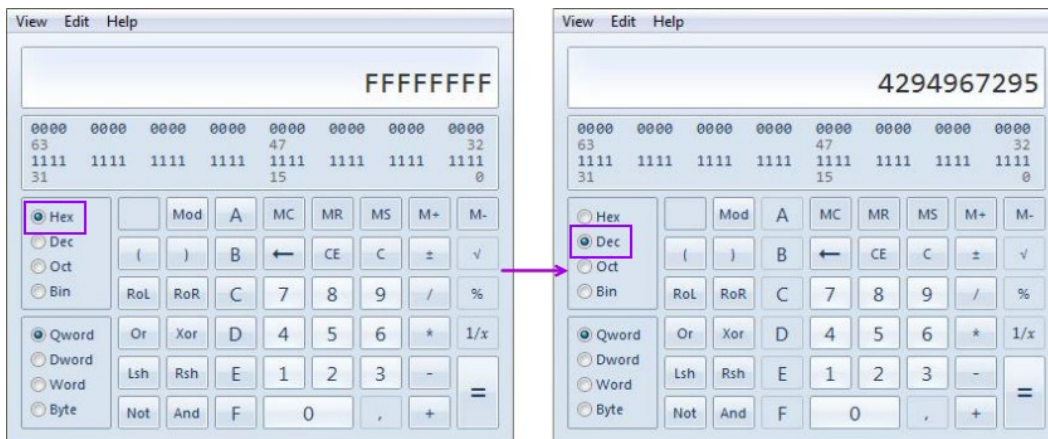 View Edit Help
FFFFFFFF
0000 0000 0000 0000 0000 0000 0000 0000
63 47 32
1111 1111 1111 1111 1111 1111 1111 1111
31 15 0
Hex Mod A MC MR MS M+ M-
Dec ( ) B ← CE C ± √
Oct
Bin RoL RoR C 7 8 9 / %
Qword Or Xor D 4 5 6 * 1/x
Dword Lsh Rsh E 1 2 3 - =
Word
Byte Not And F 0 , +
View Edit Help
4294967295
0000 0000 0000 0000 0000 0000 0000 0000
63 47 32
1111 1111 1111 1111 1111 1111 1111 1111
31 15 0
Hex Mod A MC MR MS M+ M-
Dec ( ) B ← CE C ± √
Oct
Bin RoL RoR C 7 8 9 / %
Qword Or Xor D 4 5 6 * 1/x
Dword Lsh Rsh E 1 2 3 - =
Word
Byte Not And F 0 , +